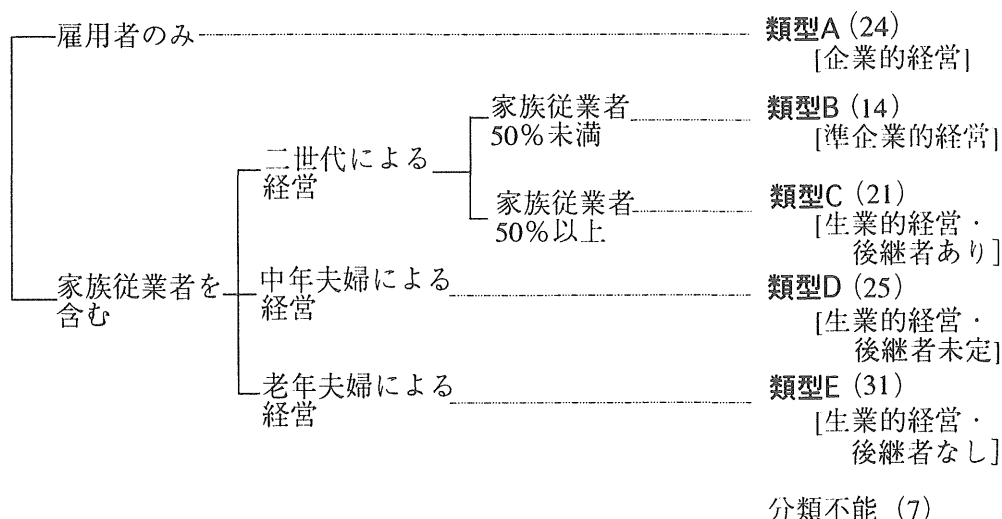 雇用者のみ
類型A (24)
[企業的経営]
家族従業者
50%未満
類型B (14)
[準企業的経営]
二世代による
経営
家族従業者
50%以上
類型C (21)
[生業的経営・
後継者あり]
家族従業者を
含む
中年夫婦による
経営
類型D (25)
[生業的経営・
後継者未定]
老年夫婦による
経営
類型E (31)
[生業的経営・
後継者なし]
分類不能 (7)